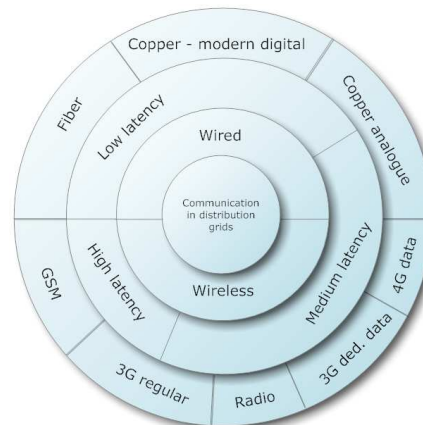 Copper - modern digital
Fiber
Copper analogue
Low latency
Wired
Communication
in distribution
grids
Wireless
High latency
Medium latency
GSM
4G data
3G regular
Radio
3G ded. data